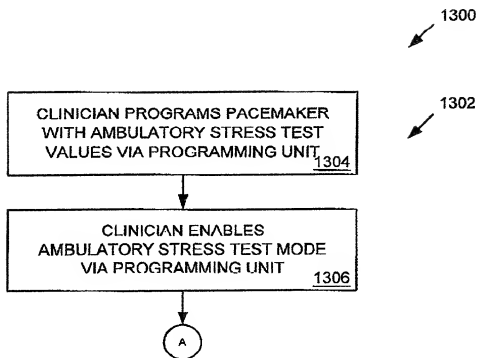 1300
1302
CLINICIAN PROGRAMS PACEMAKER
WITH AMBULATORY STRESS TEST
VALUES VIA PROGRAMMING UNIT
1304
CLINICIAN ENABLES
AMBULATORY STRESS TEST MODE
VIA PROGRAMMING UNIT
1306
A